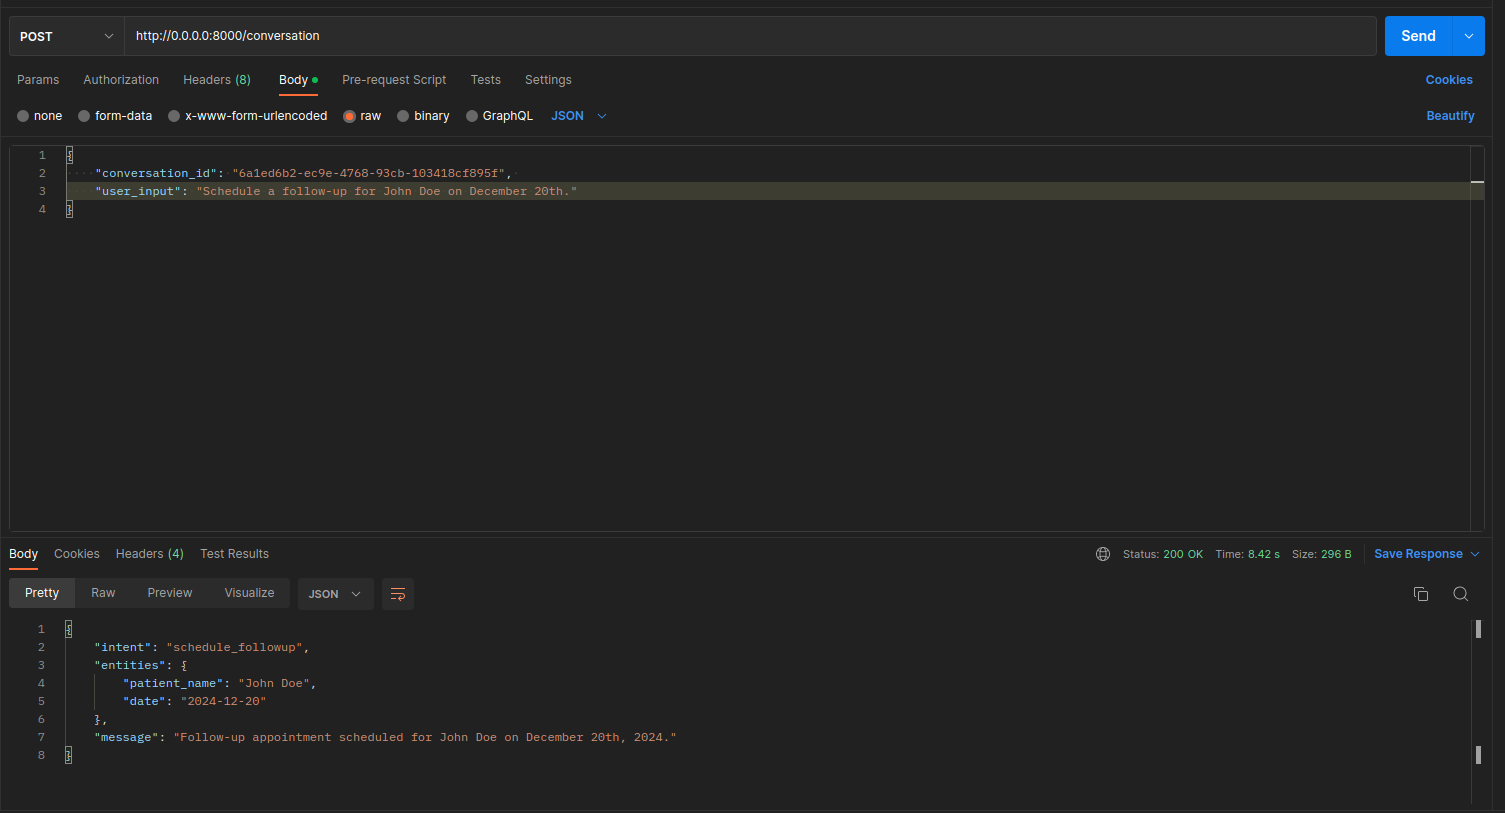 POST http://0.0.0.0:8000/conversation Send
Params Authorization Headers (8) Body Pre-request Script Tests Settings Cookies
none form-data x-www-form-urlencoded raw binary GraphQL JSON Beautify
1 {
2 "conversation_id": "6a1ed6b2-ec9e-4768-93cb-103418cf895f",
3 "user_input": "Schedule a follow-up for John Doe on December 20th."
4 }
Body Cookies Headers (4) Test Results Status: 200 OK Time: 8.42 s Size: 296 B Save Response
Pretty Raw Preview Visualize JSON
1 {
2 "intent": "schedule_followup",
3 "entities": {
4 "patient_name": "John Doe",
5 "date": "2024-12-20"
6 },
7 "message": "Follow-up appointment scheduled for John Doe on December 20th, 2024."
8 }